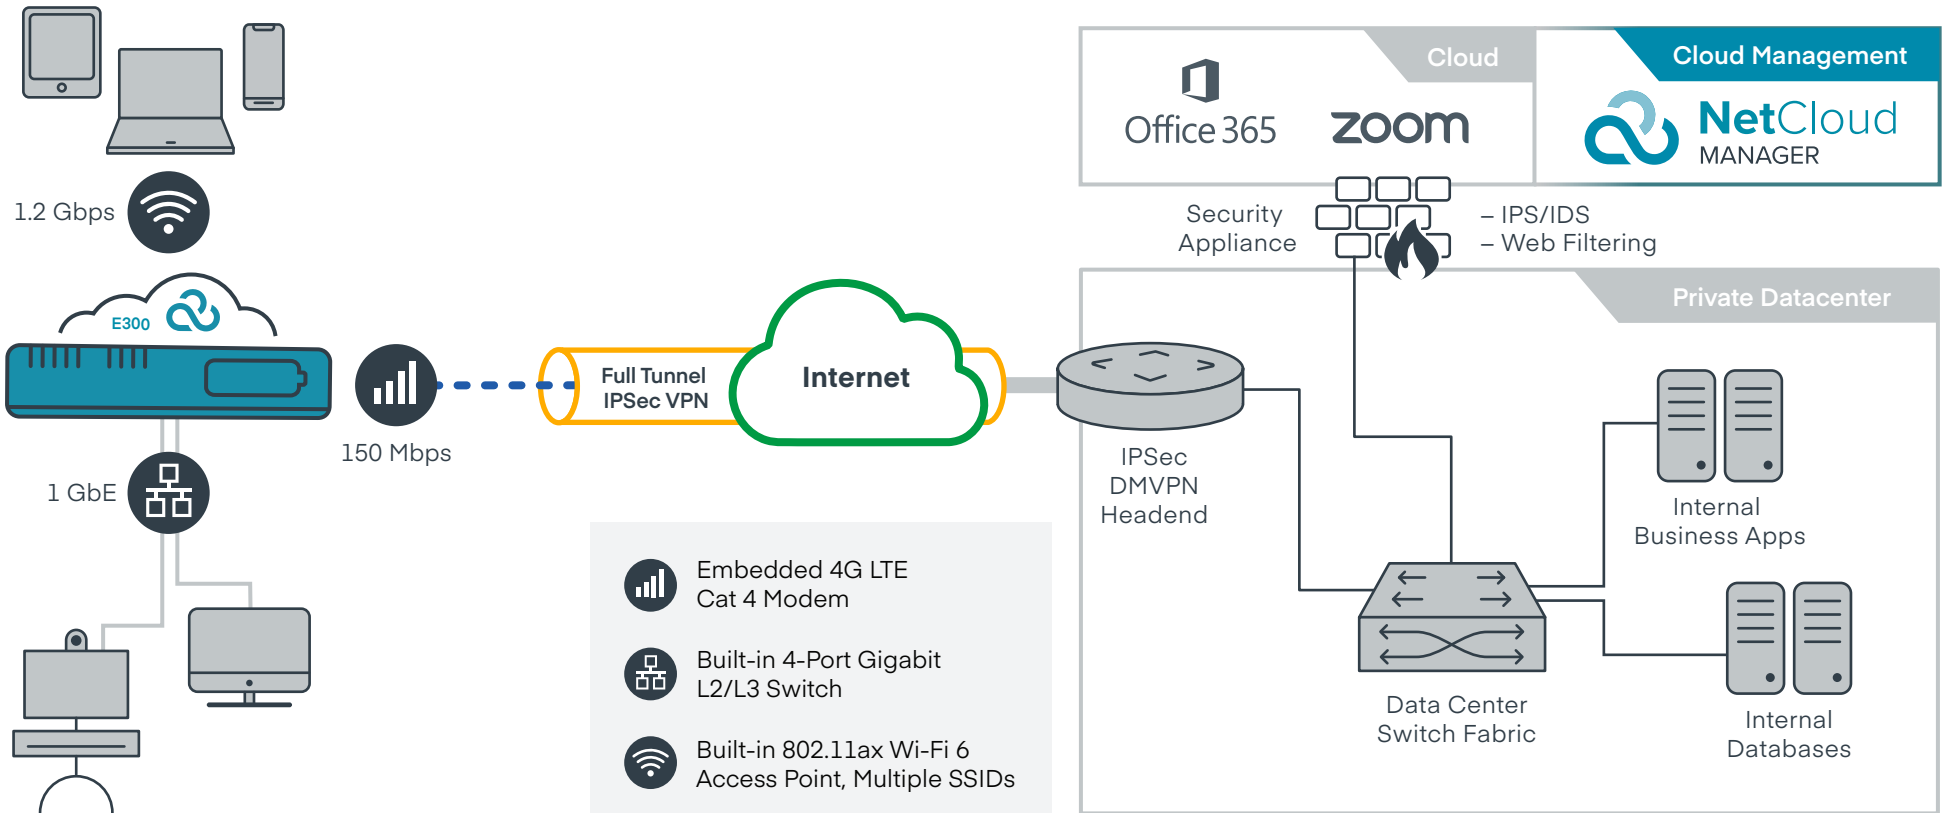 1.2 Gbps
E300
150 Mbps
1 GbE
Full Tunnel
IPSec VPN
Internet
Embedded 4G LTE
Cat 4 Modem
Built-in 4-Port Gigabit
L2/L3 Switch
Built-in 802.11ax Wi-Fi 6
Access Point, Multiple SSIDs
Cloud
Office 365
zoom
Cloud Management
NetCloud
MANAGER
Security
Appliance
– IPS/IDS
– Web Filtering
Private Datacenter
IPSec
DMVPN
Headend
Internal
Business Apps
Data Center
Switch Fabric
Internal
Databases